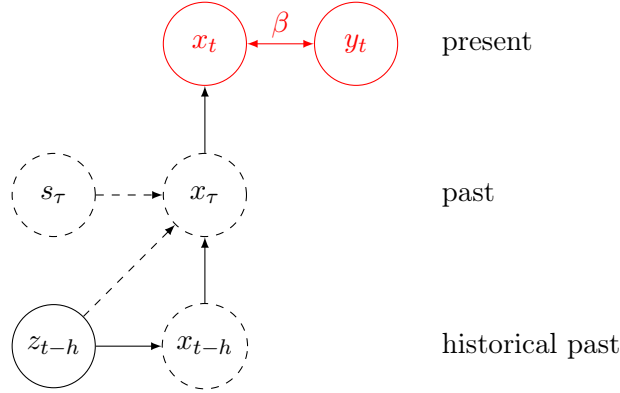 β
x_t y_t present
s_τ x_τ past
z_{t−h} x_{t−h} historical past